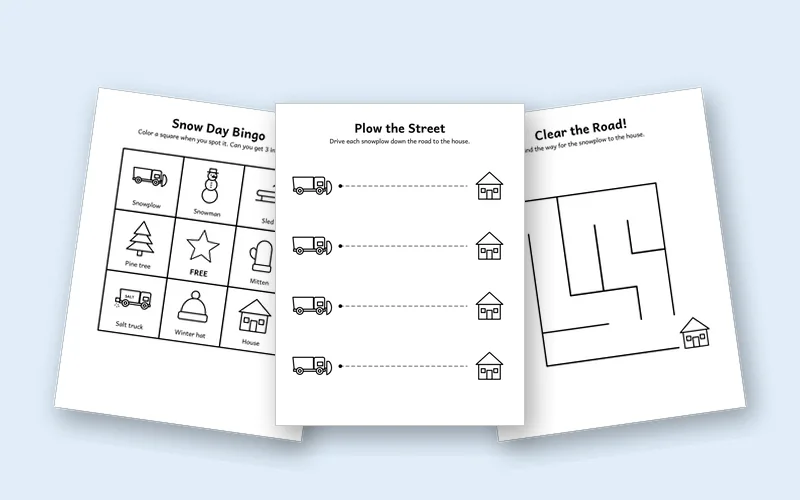 Snow Day Bingo
Color a square when you spot it. Can you get 3 in
Snowplow
Snowman
Sled
Pine tree
FREE
Mitten
SALT
Salt truck
Winter hat
House
Plow the Street
Drive each snowplow down the road to the house.
Clear the Road!
the way for the snowplow to the house.